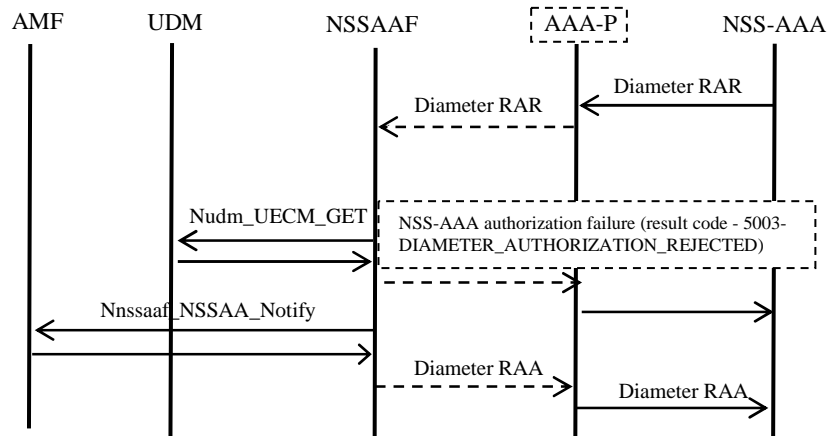 AMF
UDM
NSSAAF
AAA-P
NSS-AAA
Diameter RAR
Diameter RAR
Nudm_UECM_GET
NSS-AAA authorization failure (result code - 5003-
DIAMETER_AUTHORIZATION_REJECTED)
Nnssaaf_NSSAA_Notify
Diameter RAA
Diameter RAA